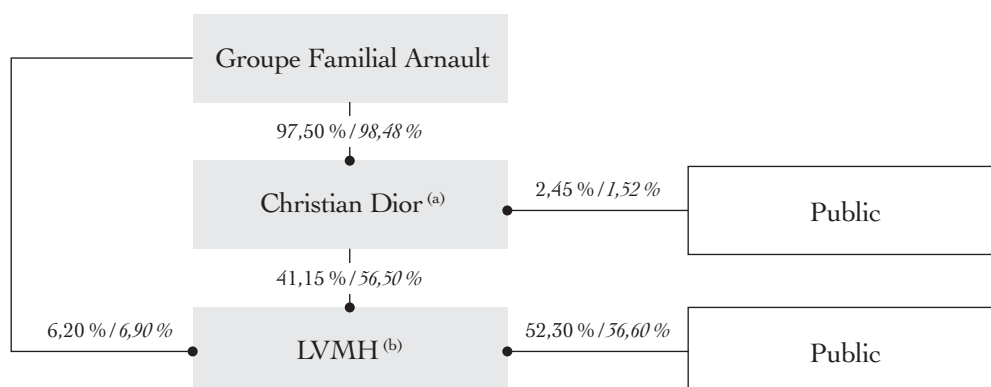 Groupe Familial Arnault
97,50 % / 98,48 %
Christian Dior (a)
2,45 % / 1,52 %
Public
41,15 % / 56,50 %
6,20 % / 6,90 %
LVMH (b)
52,30 % / 36,60 %
Public